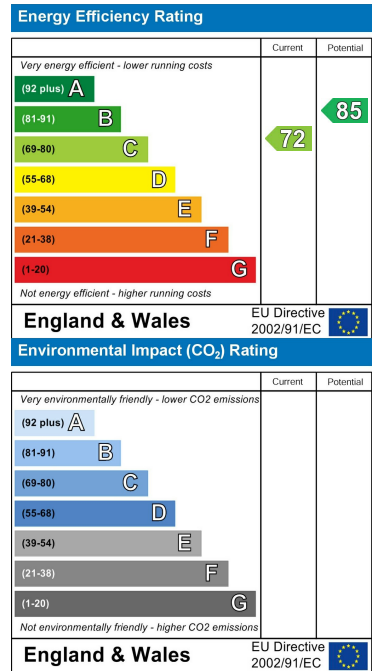 Energy Efficiency Rating
Current Potential
Very energy efficient - lower running costs
(92 plus) A
(81-91) B
(69-80) C
(55-68) D
(39-54) E
(21-38) F
(1-20) G
72
85
Not energy efficient - higher running costs
England & Wales
EU Directive
2002/91/EC
Environmental Impact (CO₂) Rating
Current Potential
Very environmentally friendly - lower CO2 emissions
(92 plus) A
(81-91) B
(69-80) C
(55-68) D
(39-54) E
(21-38) F
(1-20) G
Not environmentally friendly - higher CO2 emissions
England & Wales
EU Directive
2002/91/EC